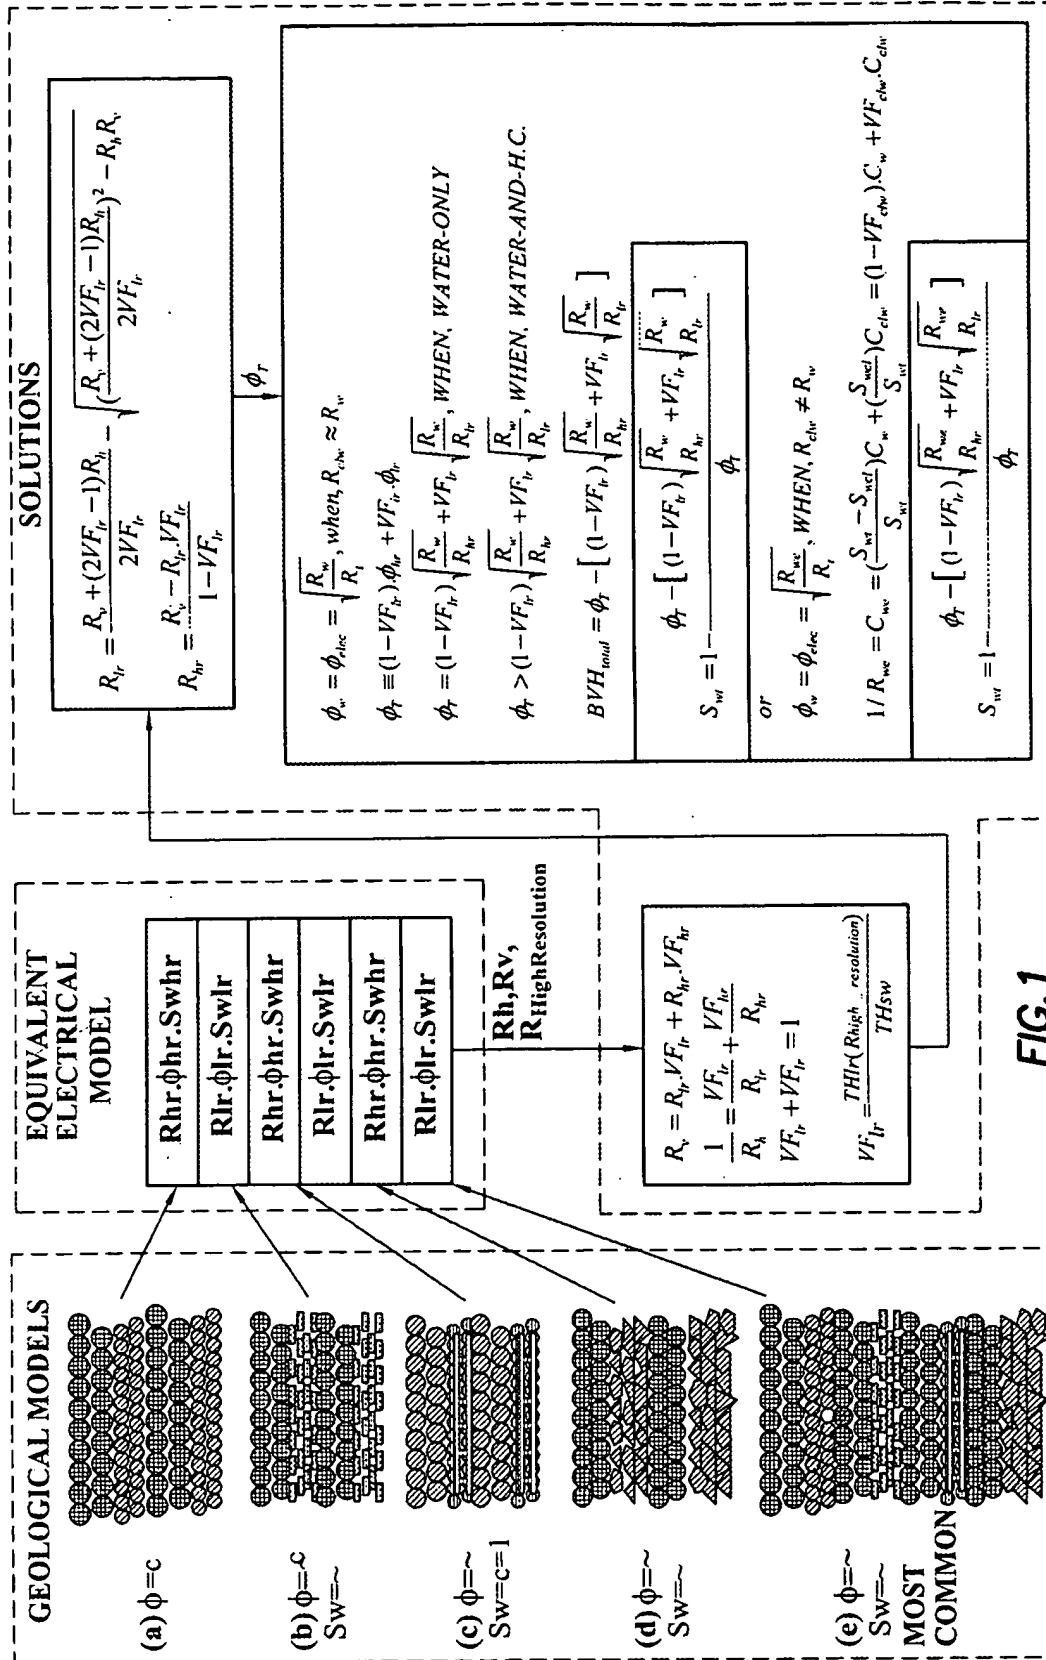 GEOLOGICAL MODELS
(a) ϕ=c
(b) ϕ=c
Sw=~
(c) ϕ=~
Sw=c=1
(d) ϕ=~
Sw=~
(e) ϕ=~
Sw=~
MOST
COMMON
EQUIVALENT
ELECTRICAL
MODEL
Rhr.ϕhr.Swhr
Rlr.ϕlr.Swlr
Rhr.ϕhr.Swhr
Rlr.ϕlr.Swlr
Rhr.ϕhr.Swhr
Rlr.ϕlr.Swlr
Rh,Rv,
R_HighResolution
R_v = R_lr.VF_lr + R_hr.VF_hr
1/R_h = VF_lr/R_lr + VF_hr/R_hr
VF_lr + VF_lr = 1
VF_lr = THlr(Rhigh_resolution)/THsw
SOLUTIONS
R_lr = (R_v + (2VF_lr −1)R_h)/(2VF_lr) − √(((R_v + (2VF_lr −1)R_h)/(2VF_lr))² − R_h R_v)
R_hr = (R_v − R_lr.VF_lr)/(1 − VF_lr)
ϕ_T
ϕ_w = ϕ_elec = √(R_w/R_t), when, R_clw ≈ R_w
ϕ_T ≡ (1−VF_lr).ϕ_hr + VF_lr.ϕ_lr
ϕ_T = (1−VF_lr)√(R_w/R_hr) + VF_lr√(R_w/R_lr), WHEN, WATER-ONLY
ϕ_T > (1−VF_lr)√(R_w/R_hr) + VF_lr√(R_w/R_lr), WHEN, WATER-AND-H.C.
BVH_total = ϕ_T − [(1−VF_lr)√(R_w/R_hr) + VF_lr√(R_w/R_lr)]
S_wt = 1 − (ϕ_T − [(1−VF_lr)√(R_w/R_hr) + VF_lr√(R_w/R_lr)])/ϕ_T
or
ϕ_w = ϕ_elec = √(R_we/R_t), WHEN, R_clw ≠ R_w
1/R_we = C_we = ((S_wt − S_wcl)/S_wt)C_w + (S_wcl/S_wt)C_clw = (1−VF_clw).C_w + VF_clw.C_clw
S_wt = 1 − (ϕ_T − [(1−VF_lr)√(R_we/R_hr) + VF_lr√(R_we/R_lr)])/ϕ_T
FIG.1